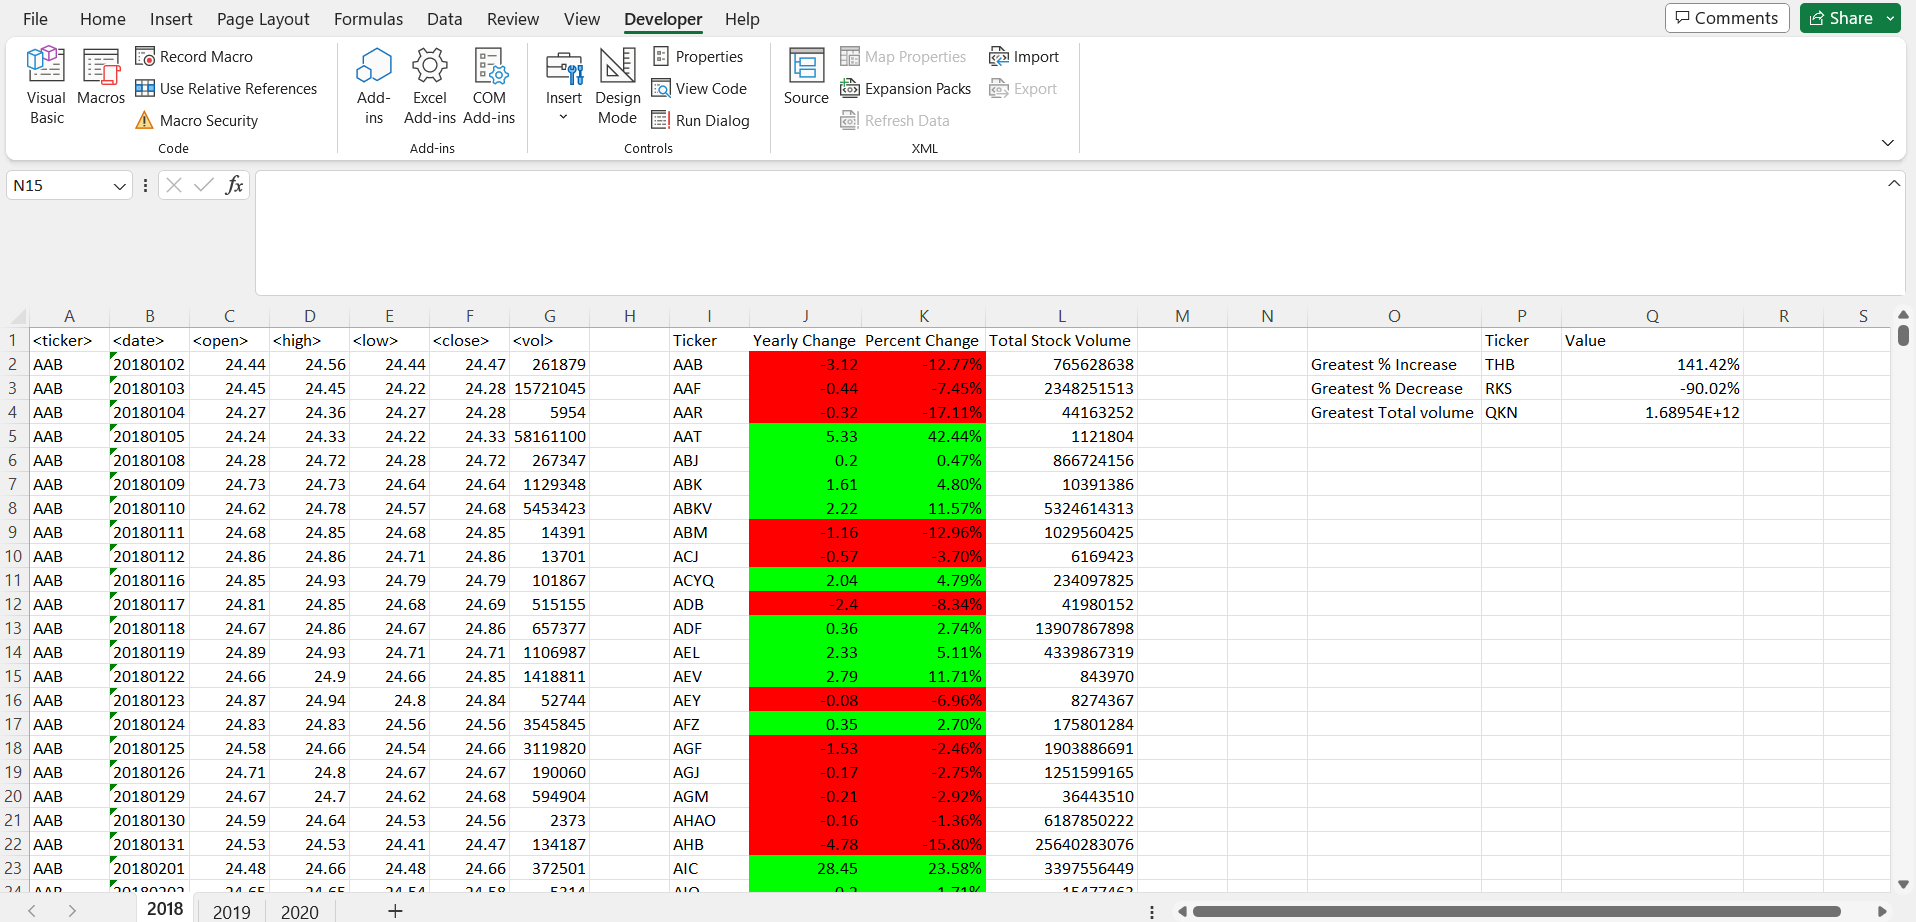 File Home Insert Page Layout Formulas Data Review View Developer Help Comments Share
Visual Basic
Macros
Record Macro
Use Relative References
Macro Security
Code
Add-ins
Excel Add-ins
COM Add-ins
Add-ins
Insert
Design Mode
Properties
View Code
Run Dialog
Controls
Source
Map Properties
Expansion Packs
Refresh Data
Import
Export
XML
N15 fx
A B C D E F G H I J K L M N O P Q R S
1 <ticker> <date> <open> <high> <low> <close> <vol> Ticker Yearly Change Percent Change Total Stock Volume Ticker Value
2 AAB 20180102 24.44 24.56 24.44 24.47 261879 AAB -3.12 -12.77% 765628638 Greatest % Increase THB 141.42%
3 AAB 20180103 24.45 24.45 24.22 24.28 15721045 AAF -0.44 -7.45% 2348251513 Greatest % Decrease RKS -90.02%
4 AAB 20180104 24.27 24.36 24.27 24.28 5954 AAR -0.32 -17.11% 44163252 Greatest Total volume QKN 1.68954E+12
5 AAB 20180105 24.24 24.33 24.22 24.33 58161100 AAT 5.33 42.44% 1121804
6 AAB 20180108 24.28 24.72 24.28 24.72 267347 ABJ 0.2 0.47% 866724156
7 AAB 20180109 24.73 24.73 24.64 24.64 1129348 ABK 1.61 4.80% 10391386
8 AAB 20180110 24.62 24.78 24.57 24.68 5453423 ABKV 2.22 11.57% 5324614313
9 AAB 20180111 24.68 24.85 24.68 24.85 14391 ABM -1.16 -12.96% 1029560425
10 AAB 20180112 24.86 24.86 24.71 24.86 13701 ACJ -0.57 -3.70% 6169423
11 AAB 20180116 24.85 24.93 24.79 24.79 101867 ACYQ 2.04 4.79% 234097825
12 AAB 20180117 24.81 24.85 24.68 24.69 515155 ADB -2.4 -8.34% 41980152
13 AAB 20180118 24.67 24.86 24.67 24.86 657377 ADF 0.36 2.74% 13907867898
14 AAB 20180119 24.89 24.93 24.71 24.71 1106987 AEL 2.33 5.11% 4339867319
15 AAB 20180122 24.66 24.9 24.66 24.85 1418811 AEV 2.79 11.71% 843970
16 AAB 20180123 24.87 24.94 24.8 24.84 52744 AEY -0.08 -6.96% 8274367
17 AAB 20180124 24.83 24.83 24.56 24.56 3545845 AFZ 0.35 2.70% 175801284
18 AAB 20180125 24.58 24.66 24.54 24.66 3119820 AGF -1.53 -2.46% 1903886691
19 AAB 20180126 24.71 24.8 24.67 24.67 190060 AGJ -0.17 -2.75% 1251599165
20 AAB 20180129 24.67 24.7 24.62 24.68 594904 AGM -0.21 -2.92% 36443510
21 AAB 20180130 24.59 24.64 24.53 24.56 2373 AHAO -0.16 -1.36% 6187850222
22 AAB 20180131 24.53 24.53 24.41 24.47 134187 AHB -4.78 -15.80% 25640283076
23 AAB 20180201 24.48 24.66 24.48 24.66 372501 AIC 28.45 23.58% 3397556449
2018 2019 2020